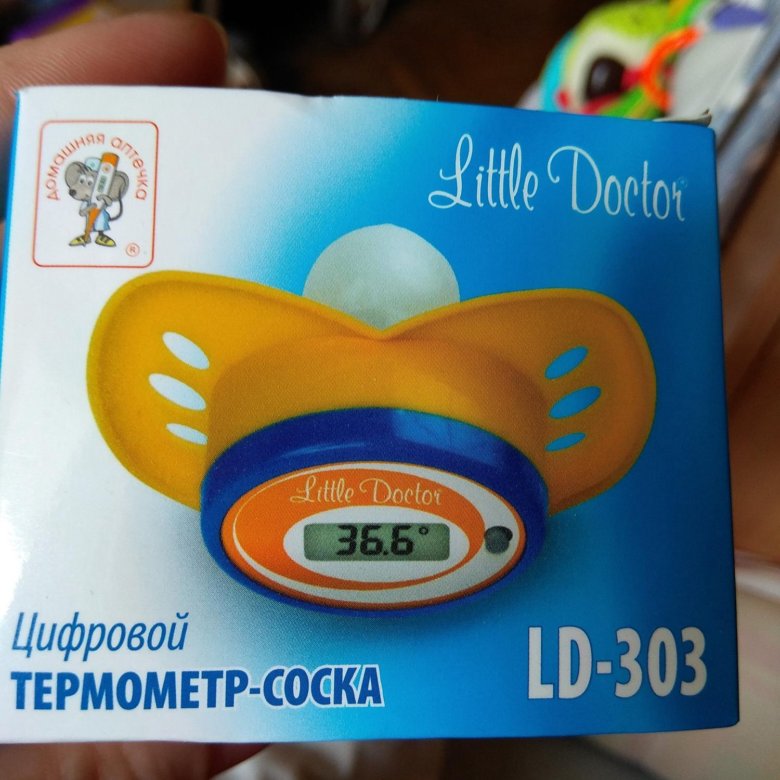 домашняя аптечка
®
Little Doctor®
Little Doctor
36.6°
Цифровой
ТЕРМОМЕТР-СОСКА
LD-303